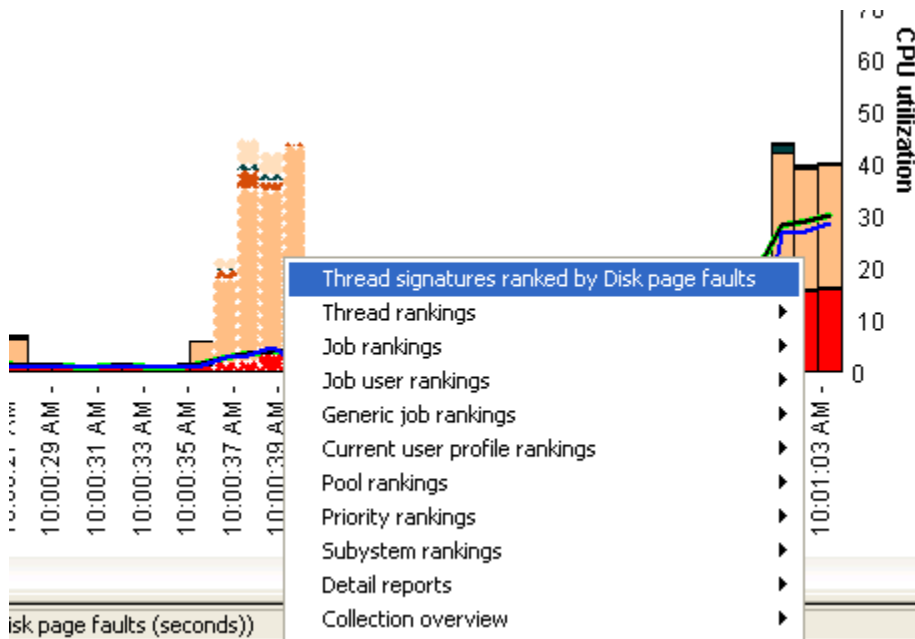 CPU utilization
60
50
40
30
20
10
0
Thread signatures ranked by Disk page faults
Thread rankings
Job rankings
Job user rankings
Generic job rankings
Current user profile rankings
Pool rankings
Priority rankings
Subystem rankings
Detail reports
Collection overview
10:00:29 AM -
10:00:31 AM -
10:00:33 AM -
10:00:35 AM -
10:00:37 AM -
10:00:39 AM
10:01:03 AM -
isk page faults (seconds))